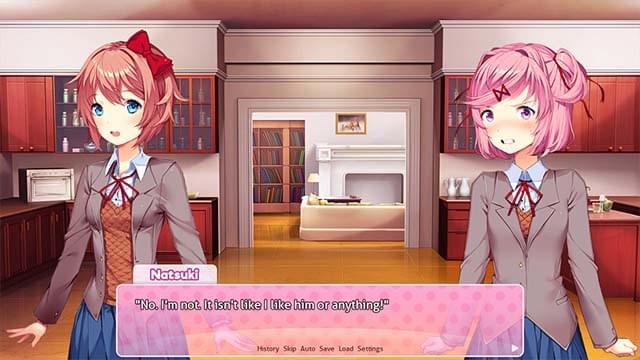 Natsuki
"No. I'm not. It isn't like I like him or anything!"
History Skip Auto Save Load Settings